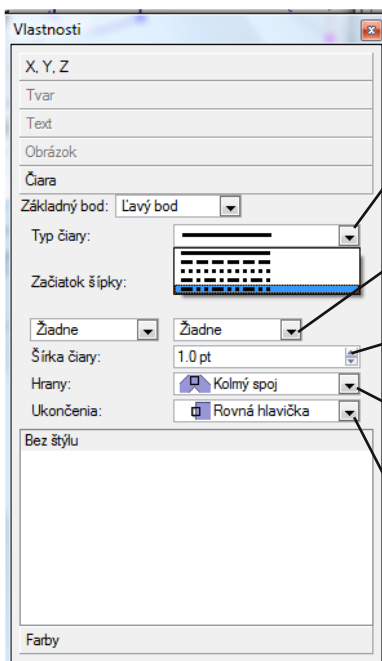 Vlastnosti
X, Y, Z
Tvar
Text
Obrázok
Čiara
Základný bod: Ľavý bod
Typ čiary:
Začiatok šípky:
Žiadne Žiadne
Šírka čiary: 1.0 pt
Hrany: Kolmý spoj
Ukončenia: Rovná hlavička
Bez štýlu
Farby